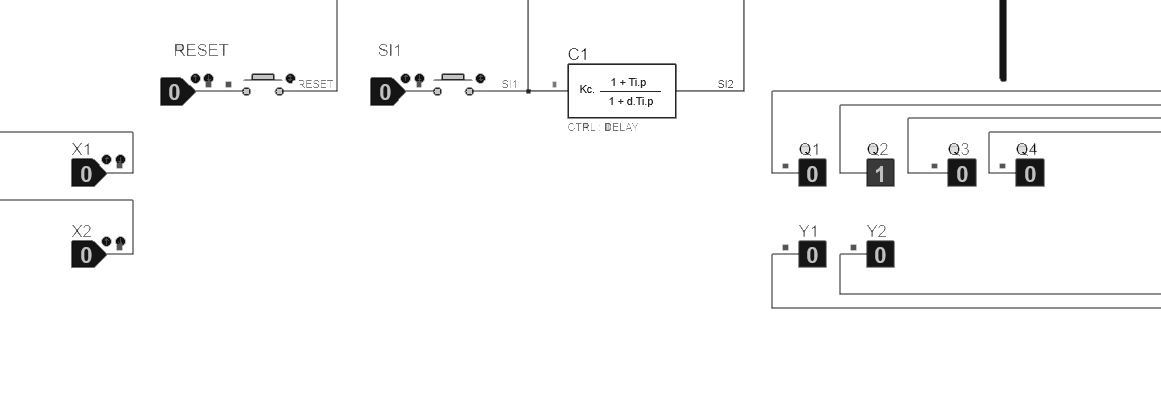 RESET
0
RESET
SI1
0
SI1
C1
Kc.
1 + Ti.p
1 + d.Ti.p
SI2
CTRL : DELAY
X1
0
X2
0
Q1
0
Q2
1
Q3
0
Q4
0
Y1
0
Y2
0